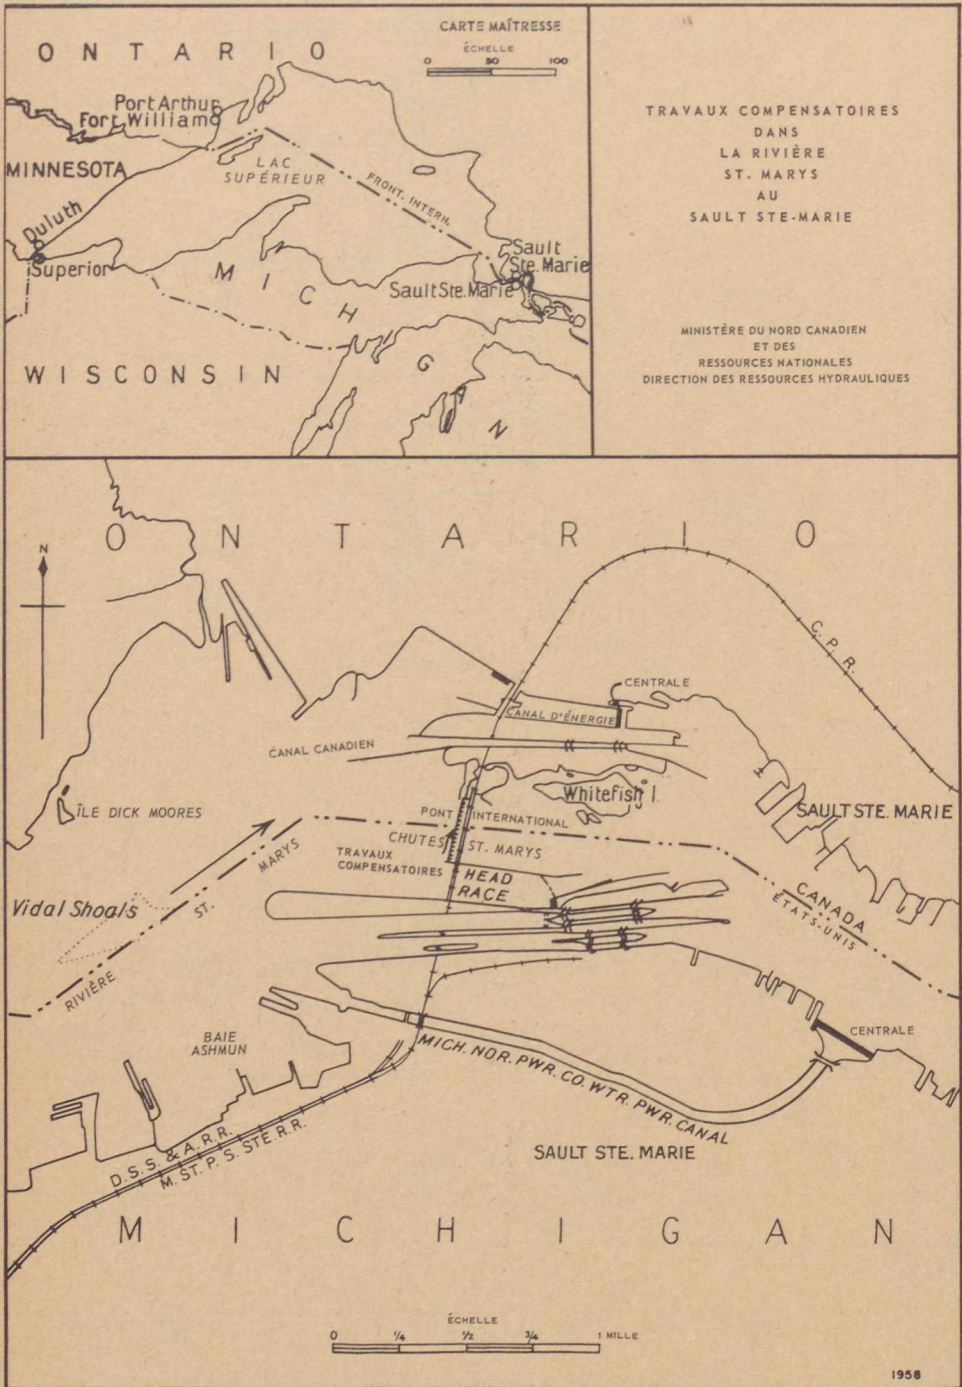 CARTE MAÎTRESSE
ÉCHELLE
0 50 100
ONTARIO
Port Arthur
Fort William
MINNESOTA
LAC
SUPÉRIEUR
FRONT. INTERN.
Duluth
Superior
Sault
Ste. Marie
Sault Ste. Marie
MICHIGAN
WISCONSIN
TRAVAUX COMPENSATOIRES
DANS
LA RIVIÈRE
ST. MARYS
AU
SAULT STE-MARIE
MINISTÈRE DU NORD CANADIEN
ET DES
RESSOURCES NATIONALES
DIRECTION DES RESSOURCES HYDRAULIQUES
ONTARIO
N
C. P. R.
CENTRALE
CANAL D'ÉNERGIE
CANAL CANADIEN
Whitefish I.
ÎLE DICK MOORES
SAULT STE. MARIE
PONT INTERNATIONAL
CHUTES ST. MARYS
TRAVAUX
COMPENSATOIRES
HEAD
RACE
Vidal Shoals
RIVIÈRE ST. MARYS
CANADA
ÉTATS-UNIS
BAIE
ASHMUN
CENTRALE
MICH. NOR. PWR. CO. WTR. PWR. CANAL
D. S. S. & A. R. R.
M. ST. P. S. STE R. R.
SAULT STE. MARIE
MICHIGAN
ÉCHELLE
0 1/4 1/2 3/4 1 MILLE
1958